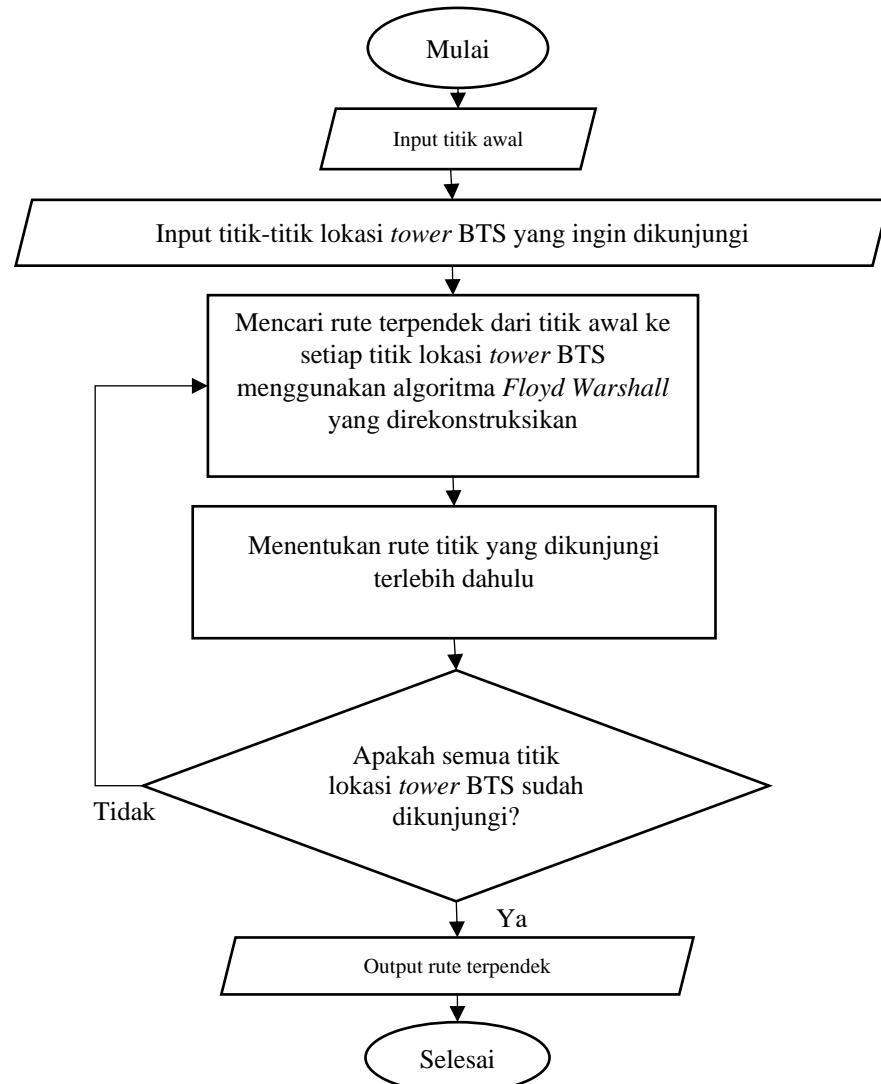 Mulai
Input titik awal
Input titik-titik lokasi tower BTS yang ingin dikunjungi
Mencari rute terpendek dari titik awal ke
setiap titik lokasi tower BTS
menggunakan algoritma Floyd Warshall
yang direkonstruksikan
Menentukan rute titik yang dikunjungi
terlebih dahulu
Apakah semua titik
lokasi tower BTS sudah
dikunjungi?
Tidak
Ya
Output rute terpendek
Selesai